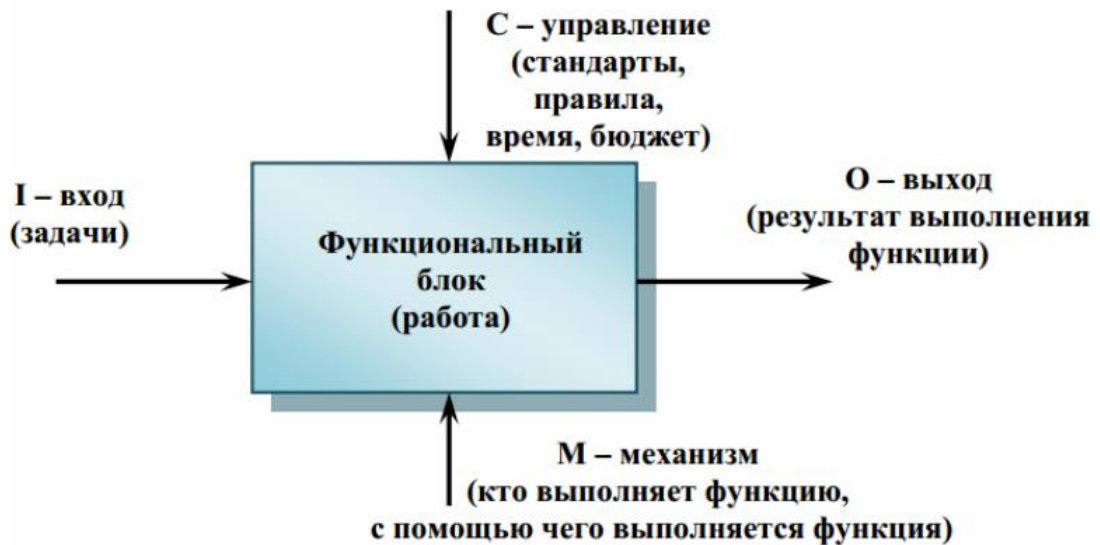 C – управление
(стандарты,
правила,
время, бюджет)
I – вход
(задачи)
Функциональный
блок
(работа)
O – выход
(результат выполнения
функции)
M – механизм
(кто выполняет функцию,
с помощью чего выполняется функция)